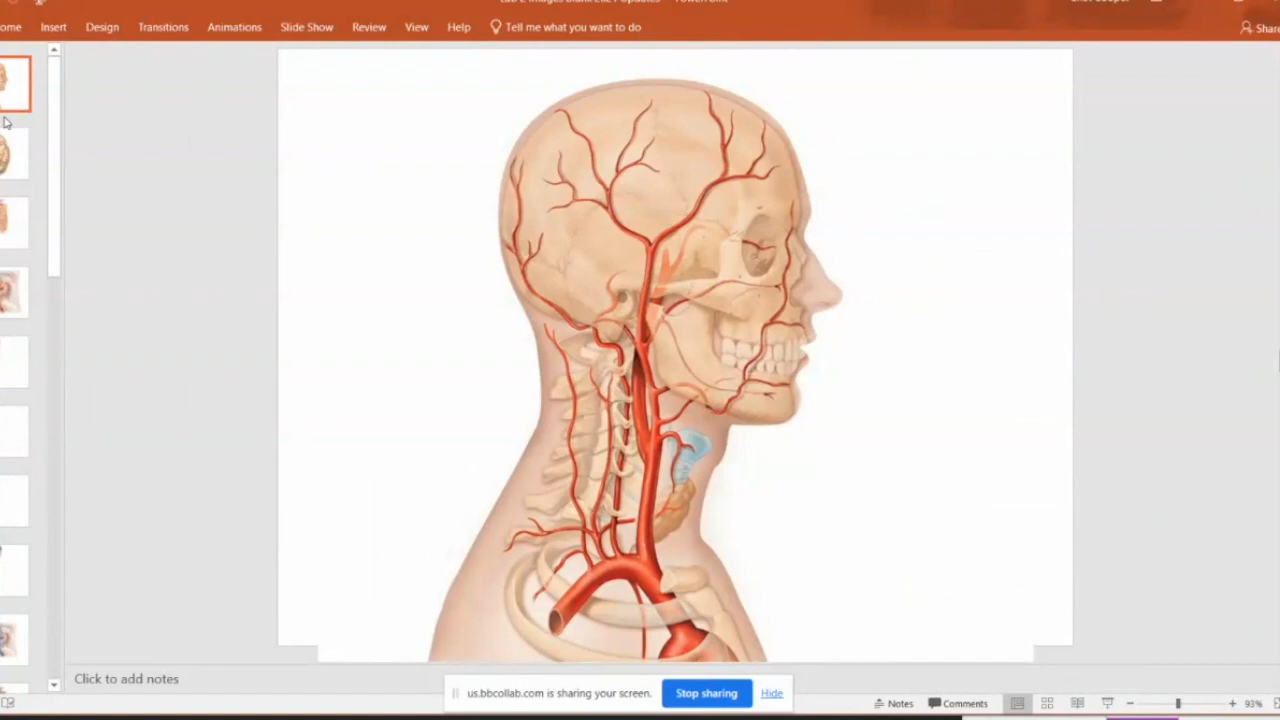 ome Insert Design Transitions Animations Slide Show Review View Help Tell me what you want to do Share
Click to add notes
us.bbcollab.com is sharing your screen. Stop sharing Hide
Notes Comments 93%